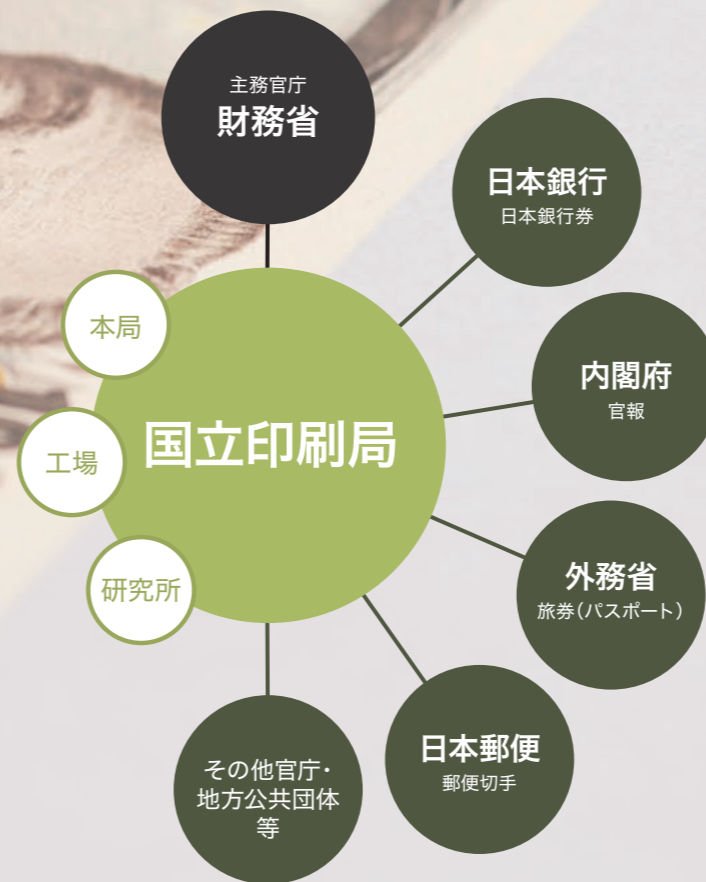 主務官庁
財務省
日本銀行
日本銀行券
内閣府
官報
外務省
旅券(パスポート)
日本郵便
郵便切手
その他官庁・
地方公共団体
等
国立印刷局
本局
工場
研究所